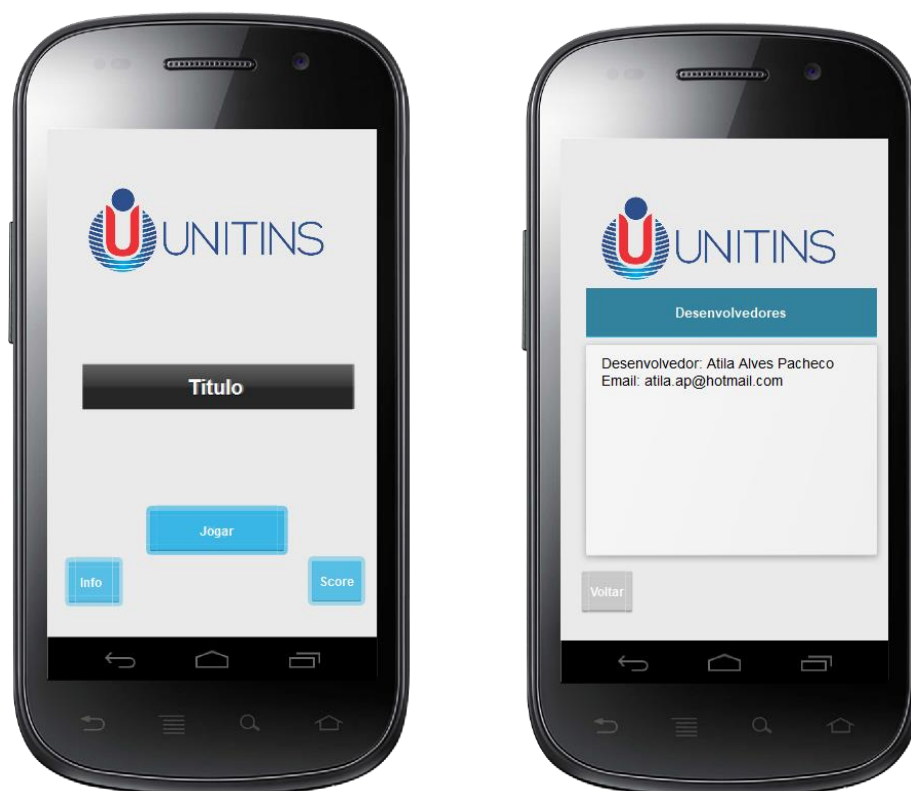 UNITINS
Titulo
Jogar
Info
Score
UNITINS
Desenvolvedores
Desenvolvedor: Atila Alves Pacheco
Email: atila.ap@hotmail.com
Voltar